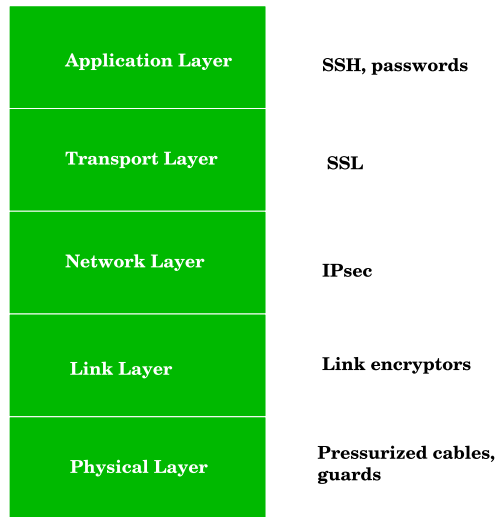 Application Layer
SSH, passwords
Transport Layer
SSL
Network Layer
IPsec
Link Layer
Link encryptors
Physical Layer
Pressurized cables,
guards